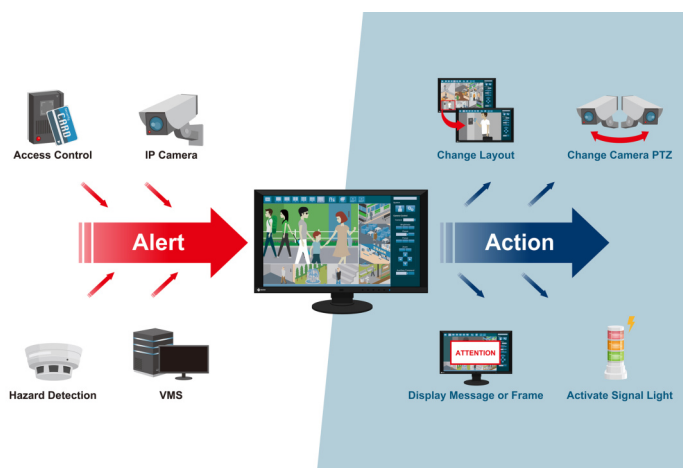 Access Control
IP Camera
Change Layout
Change Camera PTZ
CARD
Alert
Action
Hazard Detection
VMS
ATTENTION
Display Message or Frame
Activate Signal Light